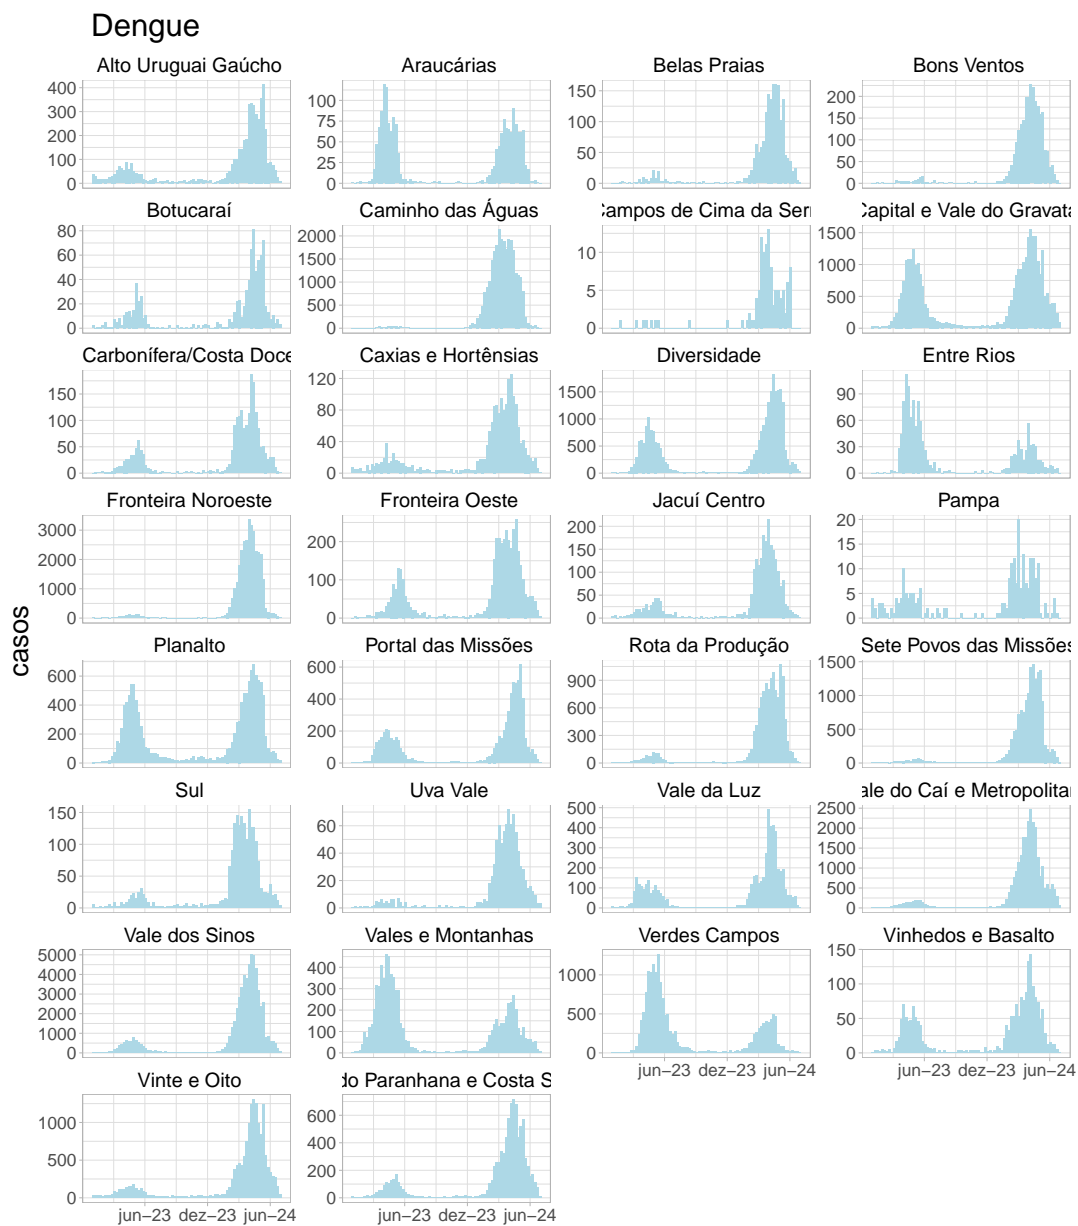 Dengue
Alto Uruguai Gaúcho Araucárias Belas Praias Bons Ventos
400 300 200 100 0
100 75 50 25 0
150 100 50 0
200 150 100 50 0
Botucaraí Caminho das Águas Campos de Cima da Seri Capital e Vale do Gravata
80 60 40 20 0
2000 1500 1000 500 0
10 5 0
1500 1000 500 0
Carbonífera/Costa Doce Caxias e Hortênsias Diversidade Entre Rios
150 100 50 0
120 80 40 0
1500 1000 500 0
90 60 30 0
Fronteira Noroeste Fronteira Oeste Jacuí Centro Pampa
3000 2000 1000 0
200 100 0
200 150 100 50 0
20 15 10 5 0
casos
Planalto Portal das Missões Rota da Produção Sete Povos das Missões
600 400 200 0
600 400 200 0
900 600 300 0
1500 1000 500 0
Sul Uva Vale Vale da Luz ale do Caí e Metropolitan
150 100 50 0
60 40 20 0
500 400 300 200 100 0
2500 2000 1500 1000 500 0
Vale dos Sinos Vales e Montanhas Verdes Campos Vinhedos e Basalto
5000 4000 3000 2000 1000 0
400 300 200 100 0
1000 500 0
150 100 50 0
jun−23 dez−23 jun−24 jun−23 dez−23 jun−24
Vinte e Oito do Paranhana e Costa S
1000 500 0
600 400 200 0
jun−23 dez−23 jun−24 jun−23 dez−23 jun−24